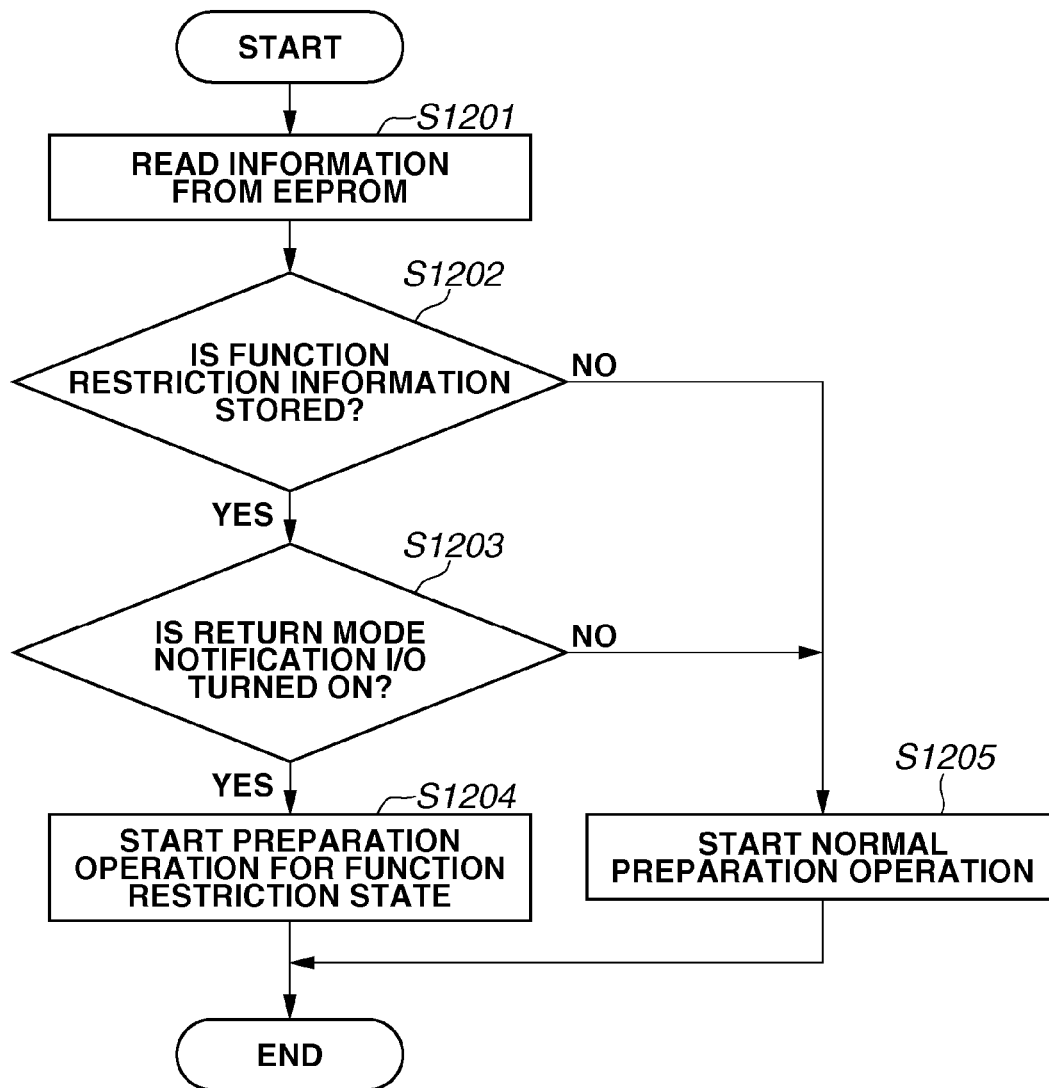 START
S1201
READ INFORMATION
FROM EEPROM
S1202
IS FUNCTION
RESTRICTION INFORMATION
STORED?
NO
YES
S1203
IS RETURN MODE
NOTIFICATION I/O
TURNED ON?
NO
YES
S1204
START PREPARATION
OPERATION FOR FUNCTION
RESTRICTION STATE
S1205
START NORMAL
PREPARATION OPERATION
END